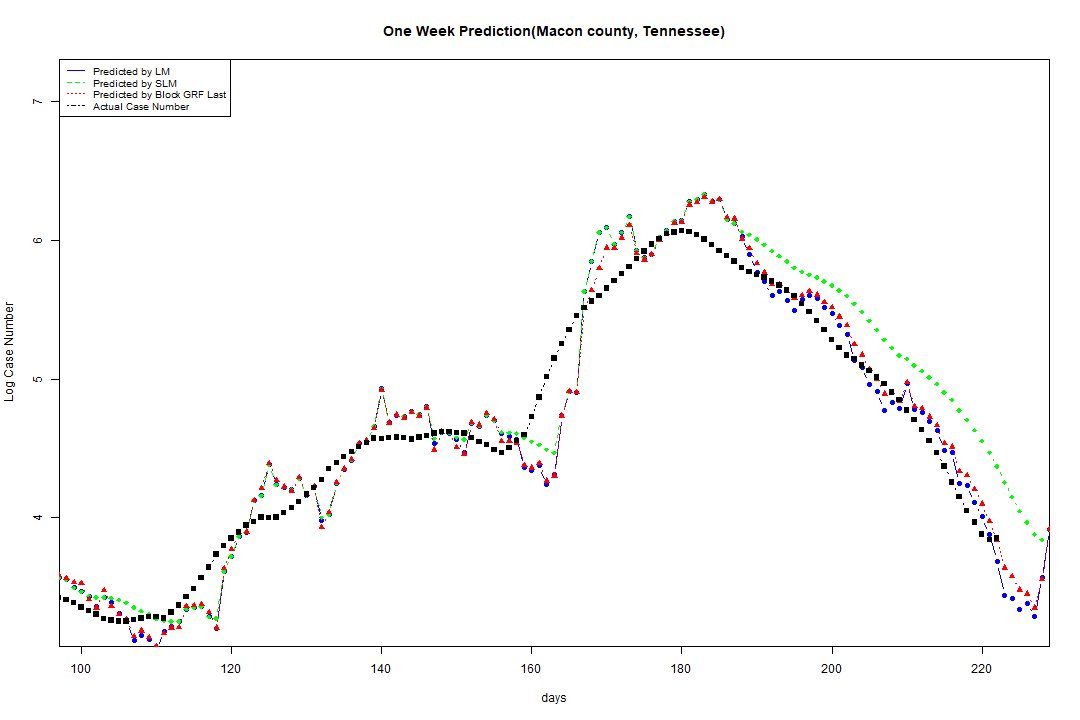 One Week Prediction(Macon county, Tennessee)
Predicted by LM
Predicted by SLM
Predicted by Block GRF Last
Actual Case Number
7
6
5
4
Log Case Number
100 120 140 160 180 200 220
days